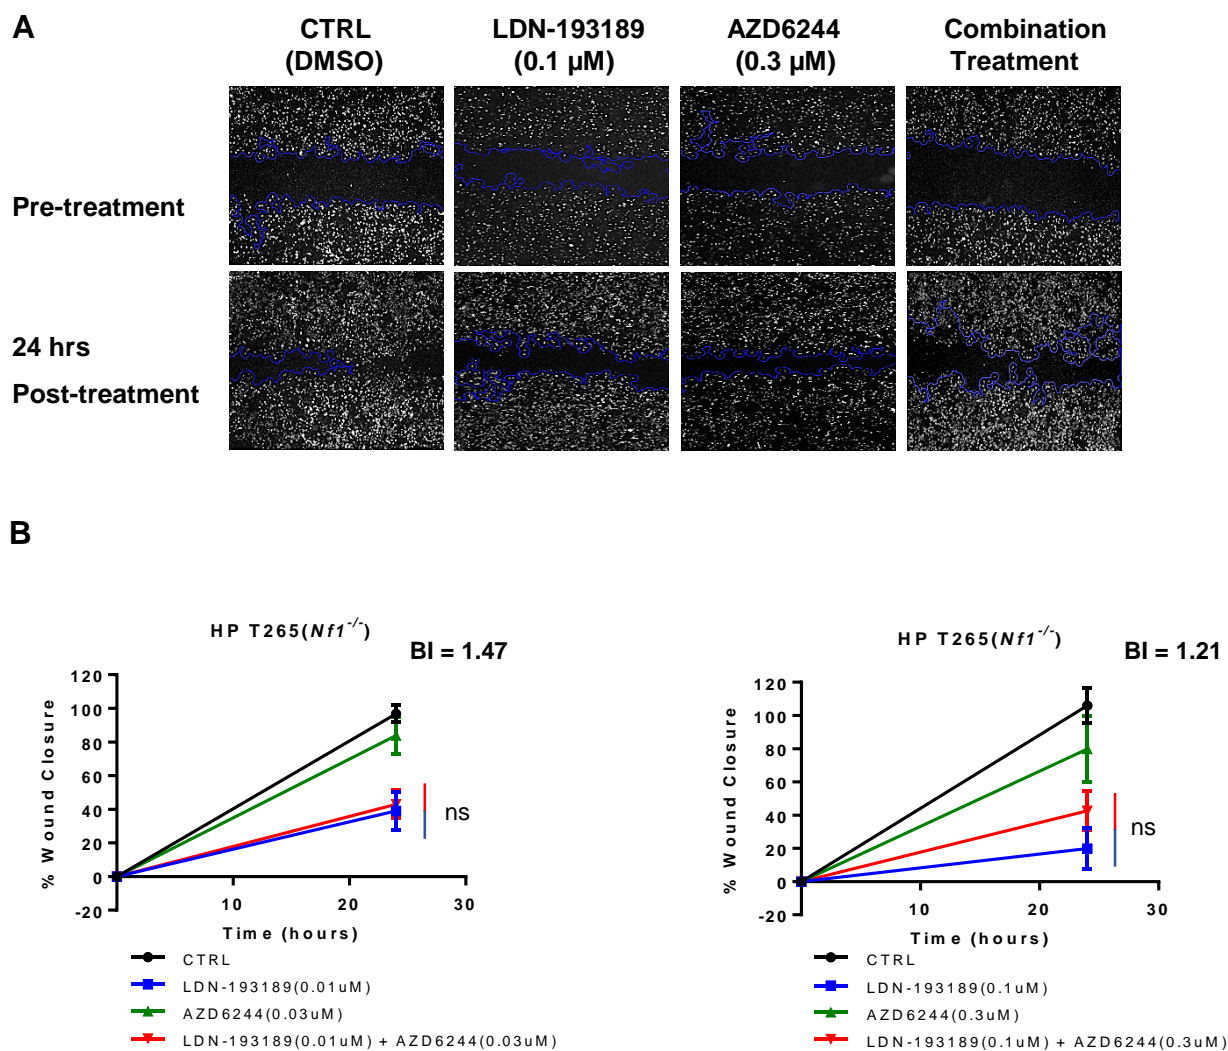 A
CTRL
(DMSO)
LDN-193189
(0.1 µM)
AZD6244
(0.3 µM)
Combination
Treatment
Pre-treatment
24 hrs
Post-treatment
B
HP T265(Nf1-/-)
BI = 1.47
% Wound Closure
120
100
80
60
40
20
0
-20
10
20
30
ns
Time (hours)
CTRL
LDN-193189(0.01uM)
AZD6244(0.03uM)
LDN-193189(0.01uM) + AZD6244(0.03uM)
HP T265(Nf1-/-)
BI = 1.21
% Wound Closure
120
100
80
60
40
20
0
-20
10
20
30
ns
Time (hours)
CTRL
LDN-193189(0.1uM)
AZD6244(0.3uM)
LDN-193189(0.1uM) + AZD6244(0.3uM)